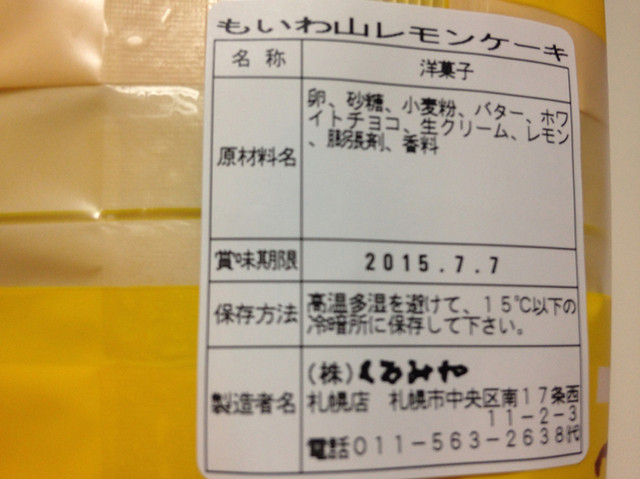 もいわ山レモンケーキ
名称 洋菓子
原材料名 卵、砂糖、小麦粉、バター、ホワ
イトチョコ、生クリーム、レモン
、膨張剤、香料
賞味期限 2015.7.7
保存方法 高温多湿を避けて、15℃以下の
冷暗所に保存して下さい。
製造者名 (株)くるみや
札幌店 札幌市中央区南17条西
11-2-3
電話011-563-2638代